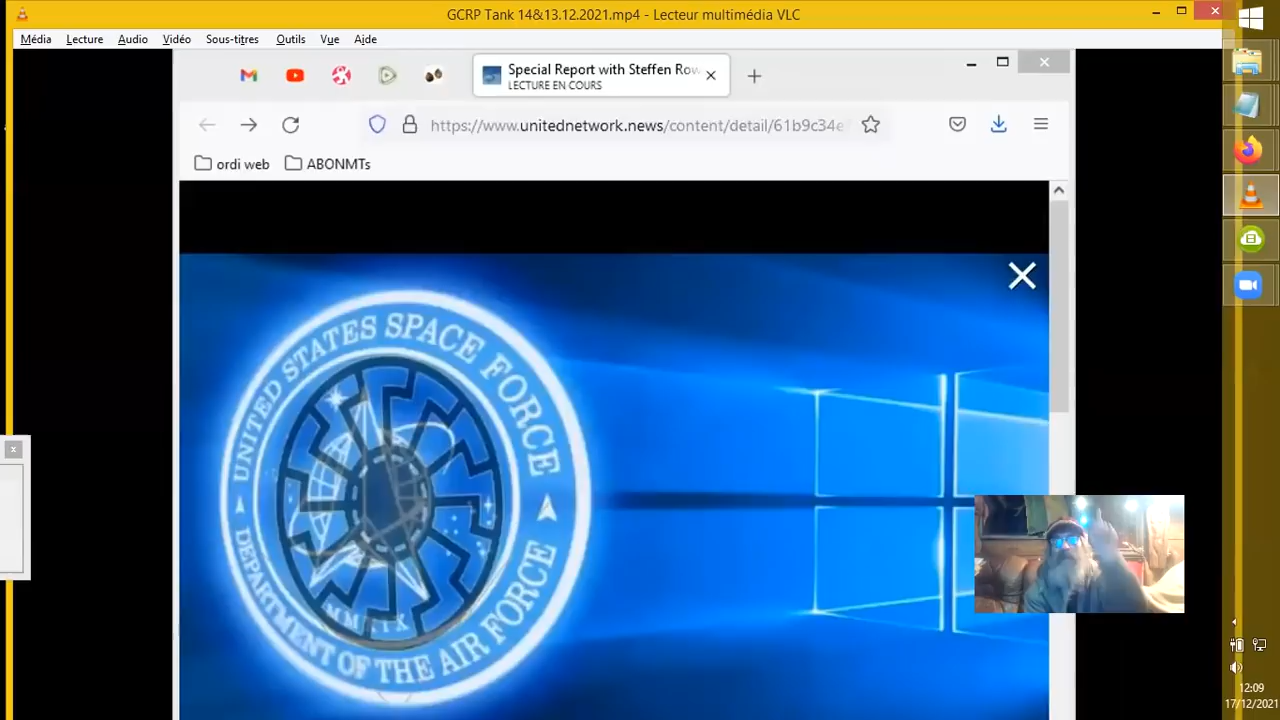 GCRP Tank 14&13.12.2021.mp4 - Lecteur multimédia VLC
Média Lecture Audio Vidéo Sous-titres Outils Vue Aide
Special Report with Steffen Row
LECTURE EN COURS
https://www.unitednetwork.news/content/detail/61b9c34e
ordi web ABONMTs
UNITED STATES SPACE FORCE
MMXIX
DEPARTMENT OF THE AIR FORCE
12:09
17/12/2021